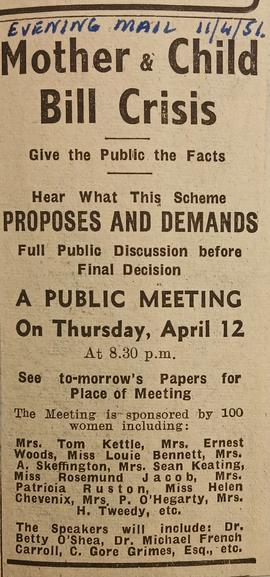 EVENING MAIL 11/4/51.
Mother & Child
Bill Crisis
Give the Public the Facts
Hear What This Scheme
PROPOSES AND DEMANDS
Full Public Discussion before
Final Decision
A PUBLIC MEETING
On Thursday, April 12
At 8.30 p.m.
See to-morrow's Papers for
Place of Meeting
The Meeting is sponsored by 100
women including:
Mrs. Tom Kettle, Mrs. Ernest
Woods, Miss Louie Bennett, Mrs.
A. Skeffington, Mrs. Sean Keating,
Miss Rosemund Jacob, Mrs.
Patricia Ruston, Miss Helen
Chevenix, Mrs. P. O'Hegarty, Mrs.
H. Tweedy, etc.
The Speakers will include: Dr.
Betty O'Shea, Dr. Michael French
Carroll, C. Gore Grimes, Esq., etc.